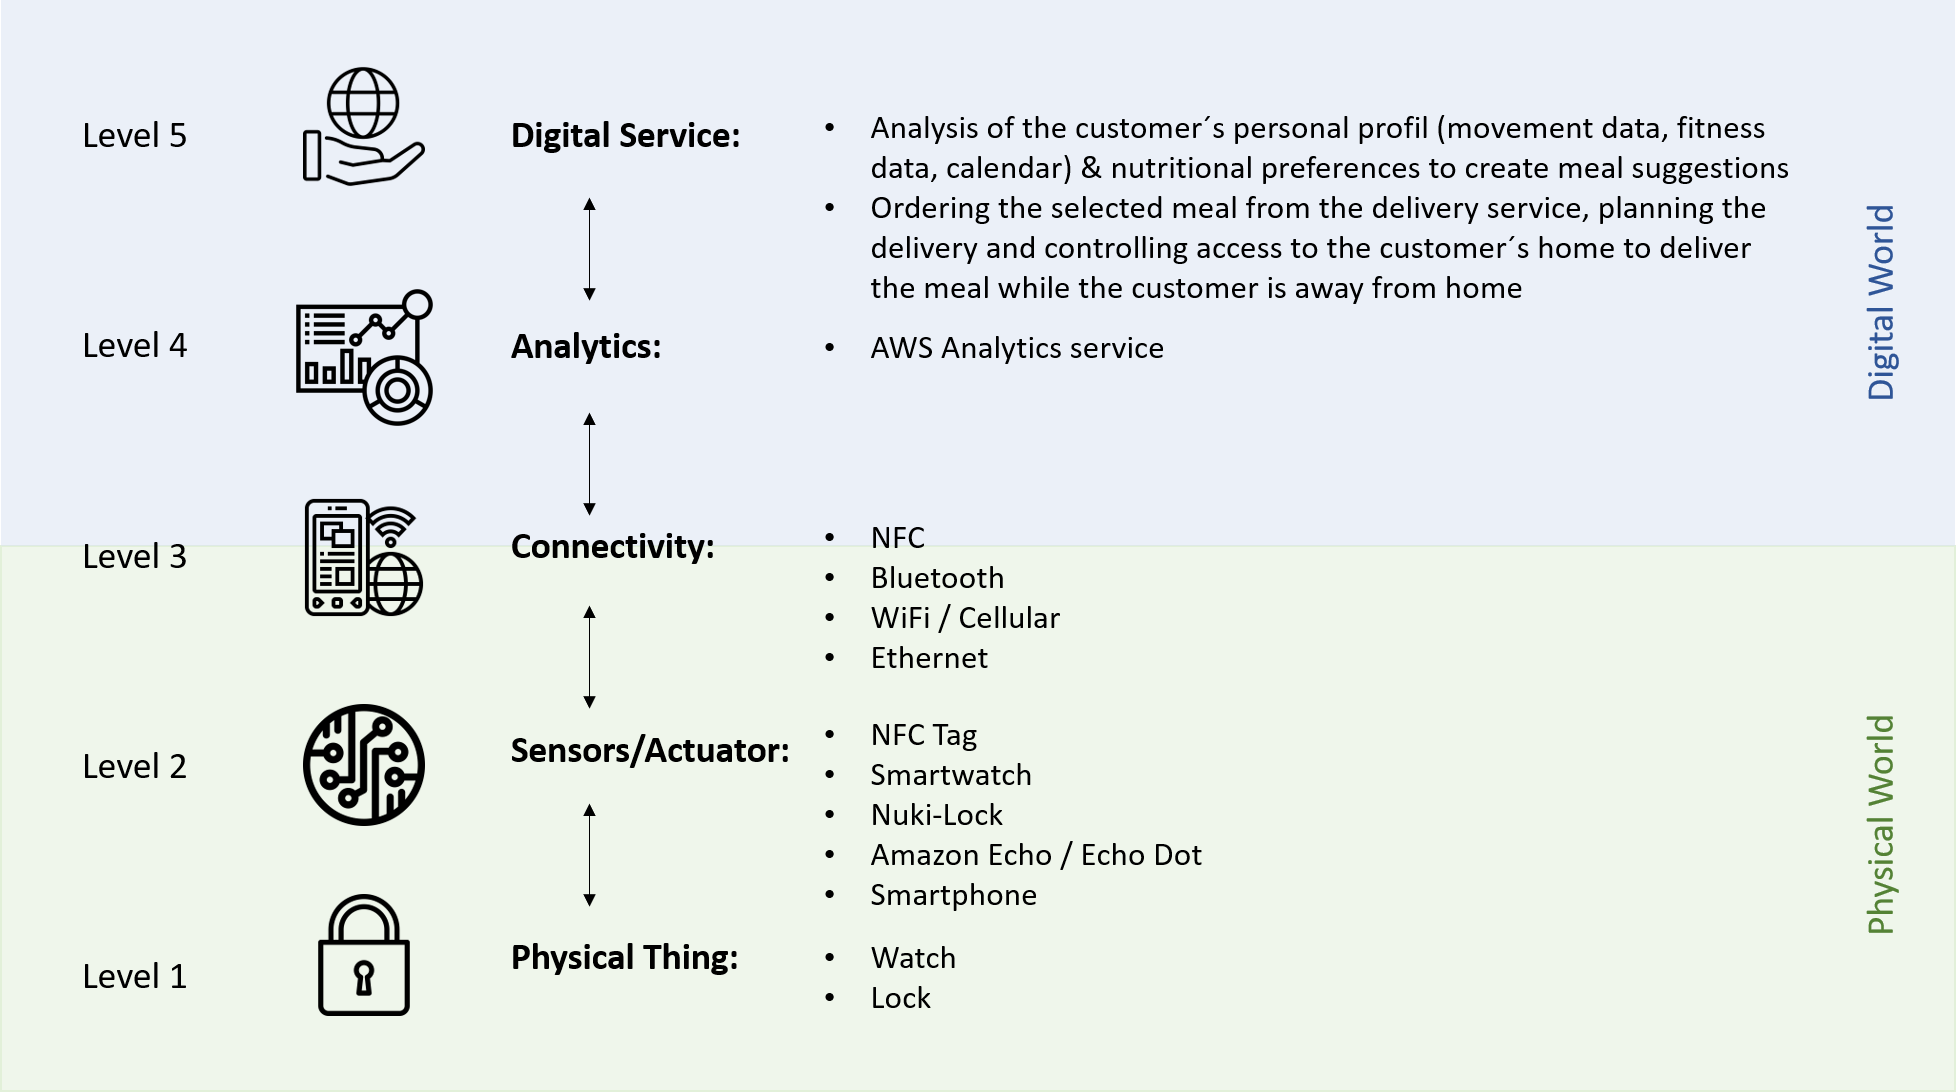 Level 5
Digital Service:
• Analysis of the customer´s personal profil (movement data, fitness
data, calendar) & nutritional preferences to create meal suggestions
• Ordering the selected meal from the delivery service, planning the
delivery and controlling access to the customer´s home to deliver
the meal while the customer is away from home
Level 4
Analytics:
• AWS Analytics service
Digital World
Level 3
Connectivity:
• NFC
• Bluetooth
• WiFi / Cellular
• Ethernet
Level 2
Sensors/Actuator:
• NFC Tag
• Smartwatch
• Nuki-Lock
• Amazon Echo / Echo Dot
• Smartphone
Level 1
Physical Thing:
• Watch
• Lock
Physical World